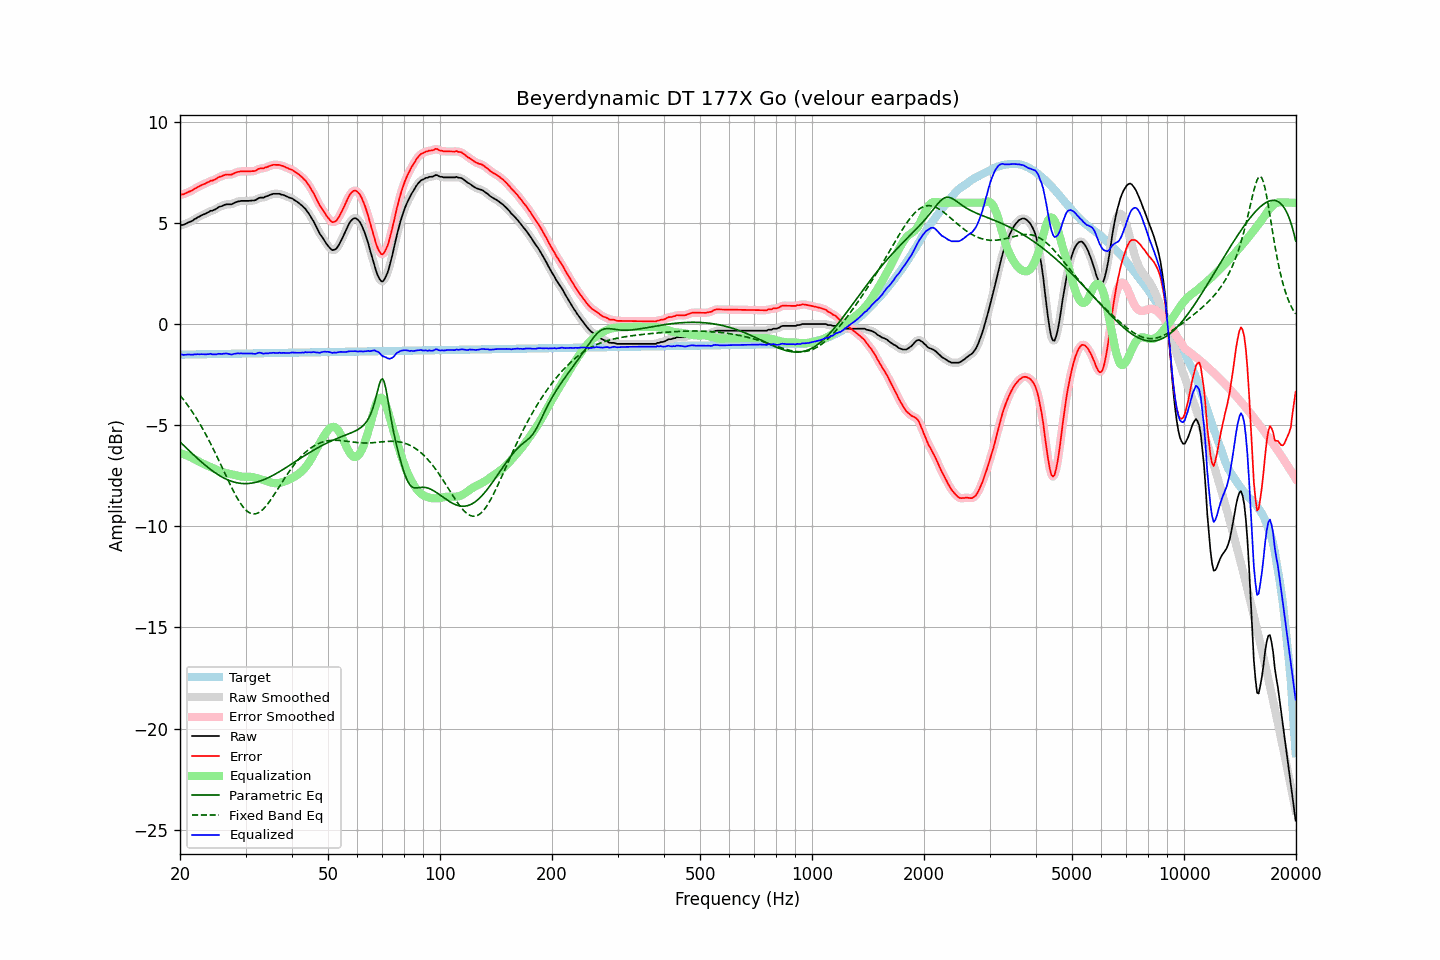 Beyerdynamic DT 177X Go (velour earpads)
10
5
0
−5
−10
−15
−20
−25
Amplitude (dBr)
Target
Raw Smoothed
Error Smoothed
Raw
Error
Equalization
Parametric Eq
Fixed Band Eq
Equalized
20 50 100 200 500 1000 2000 5000 10000 20000
Frequency (Hz)